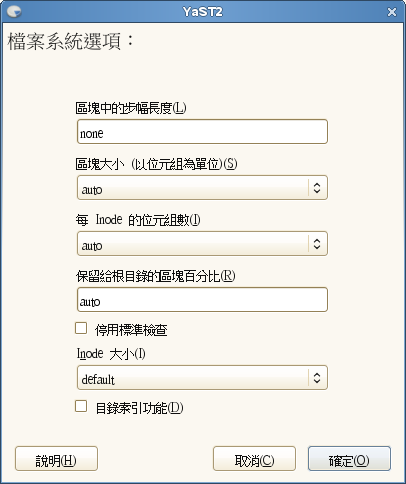 YaST2
檔案系統選項：
區塊中的步幅長度(L)
none
區塊大小 (以位元組為單位)(S)
auto
每 Inode 的位元組數(I)
auto
保留給根目錄的區塊百分比(R)
auto
停用標準檢查
Inode 大小(I)
default
目錄索引功能(D)
說明(H)
取消(C)
確定(O)